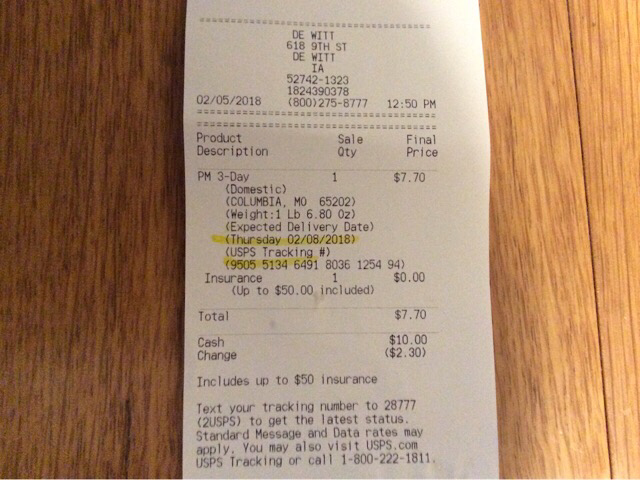 ========================================
DE WITT
618 9TH ST
DE WITT
IA
52742-1323
1824390378
02/05/2018 (800)275-8777 12:50 PM
========================================
========================================
Product Sale Final
Description Qty Price
PM 3-Day 1 $7.70
(Domestic)
(COLUMBIA, MO 65202)
(Weight:1 Lb 6.80 Oz)
(Expected Delivery Date)
(Thursday 02/08/2018)
(USPS Tracking #)
(9505 5134 6491 8036 1254 94)
Insurance 1 $0.00
(Up to $50.00 included)
Total $7.70
Cash $10.00
Change ($2.30)
Includes up to $50 insurance
Text your tracking number to 28777
(2USPS) to get the latest status.
Standard Message and Data rates may
apply. You may also visit USPS.com
USPS Tracking or call 1-800-222-1811.